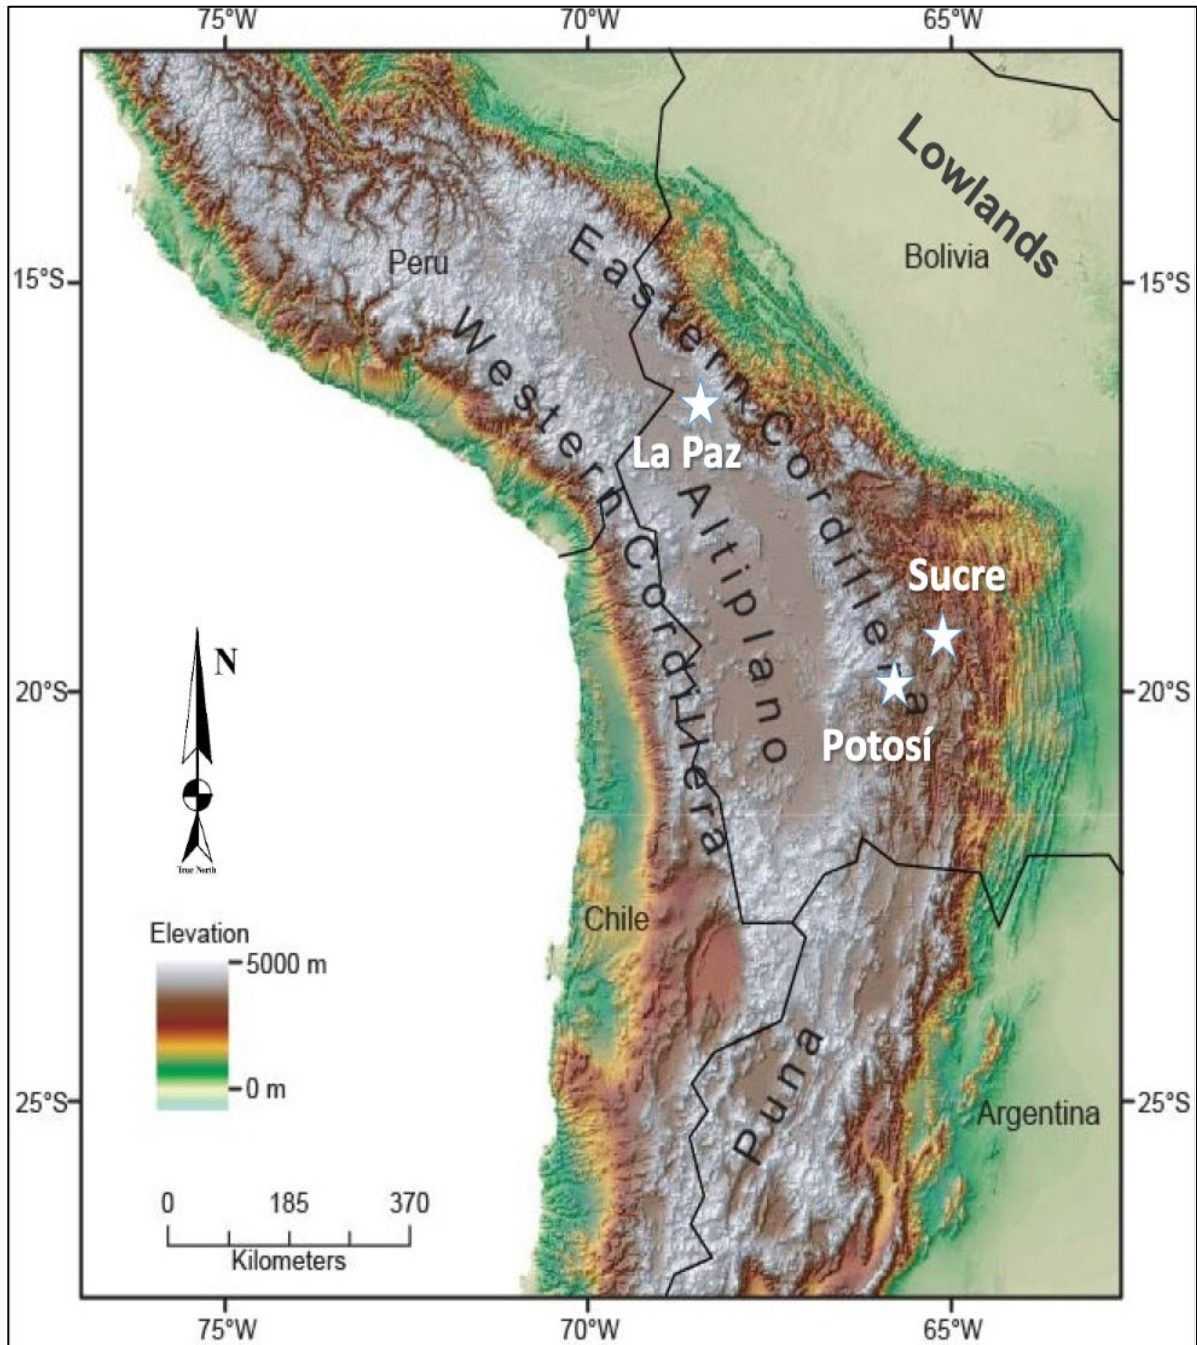 75°W 70°W 65°W
Lowlands
Bolivia
Peru
15°S 15°S
Eastern Cordillera
Western Cordillera
La Paz
Altiplano
Sucre
N
20°S 20°S
Potosí
True North
Chile
Elevation
5000 m
0 m
Puna
25°S 25°S
Argentina
0 185 370
Kilometers
75°W 70°W 65°W